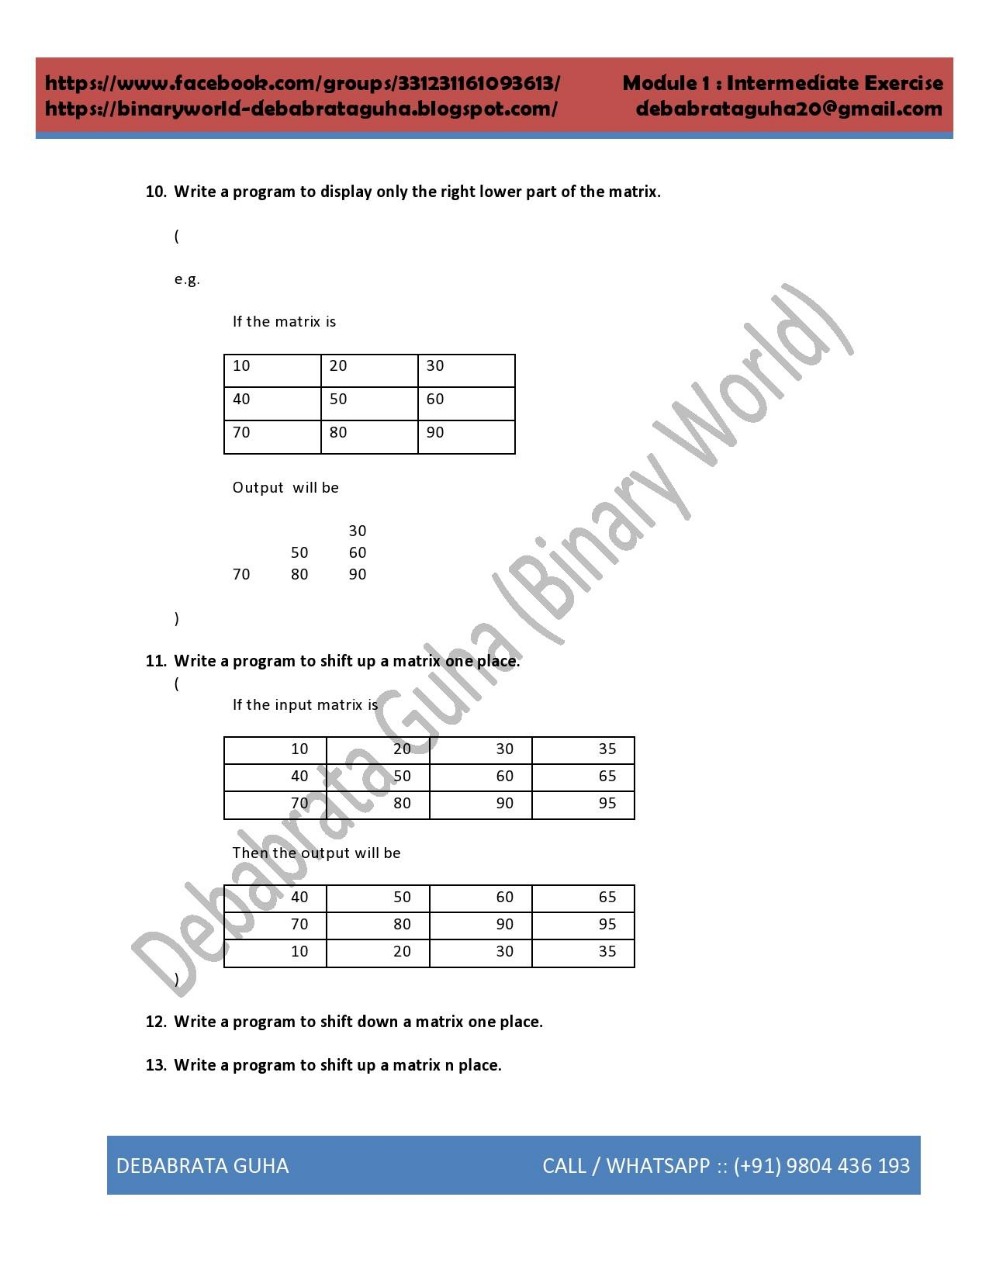 https://www.facebook.com/groups/331231161093613/ Module 1 : Intermediate Exercise
https://binaryworld-debabrataguha.blogspot.com/ debabrataguha20@gmail.com
10. Write a program to display only the right lower part of the matrix.
(
e.g.
If the matrix is
10 20 30
40 50 60
70 80 90
Output will be
30
50 60
70 80 90
)
11. Write a program to shift up a matrix one place.
(
If the input matrix is
10 20 30 35
40 50 60 65
70 80 90 95
Then the output will be
40 50 60 65
70 80 90 95
10 20 30 35
)
12. Write a program to shift down a matrix one place.
13. Write a program to shift up a matrix n place.
Debabrata Guha (Binary World)
DEBABRATA GUHA CALL / WHATSAPP :: (+91) 9804 436 193